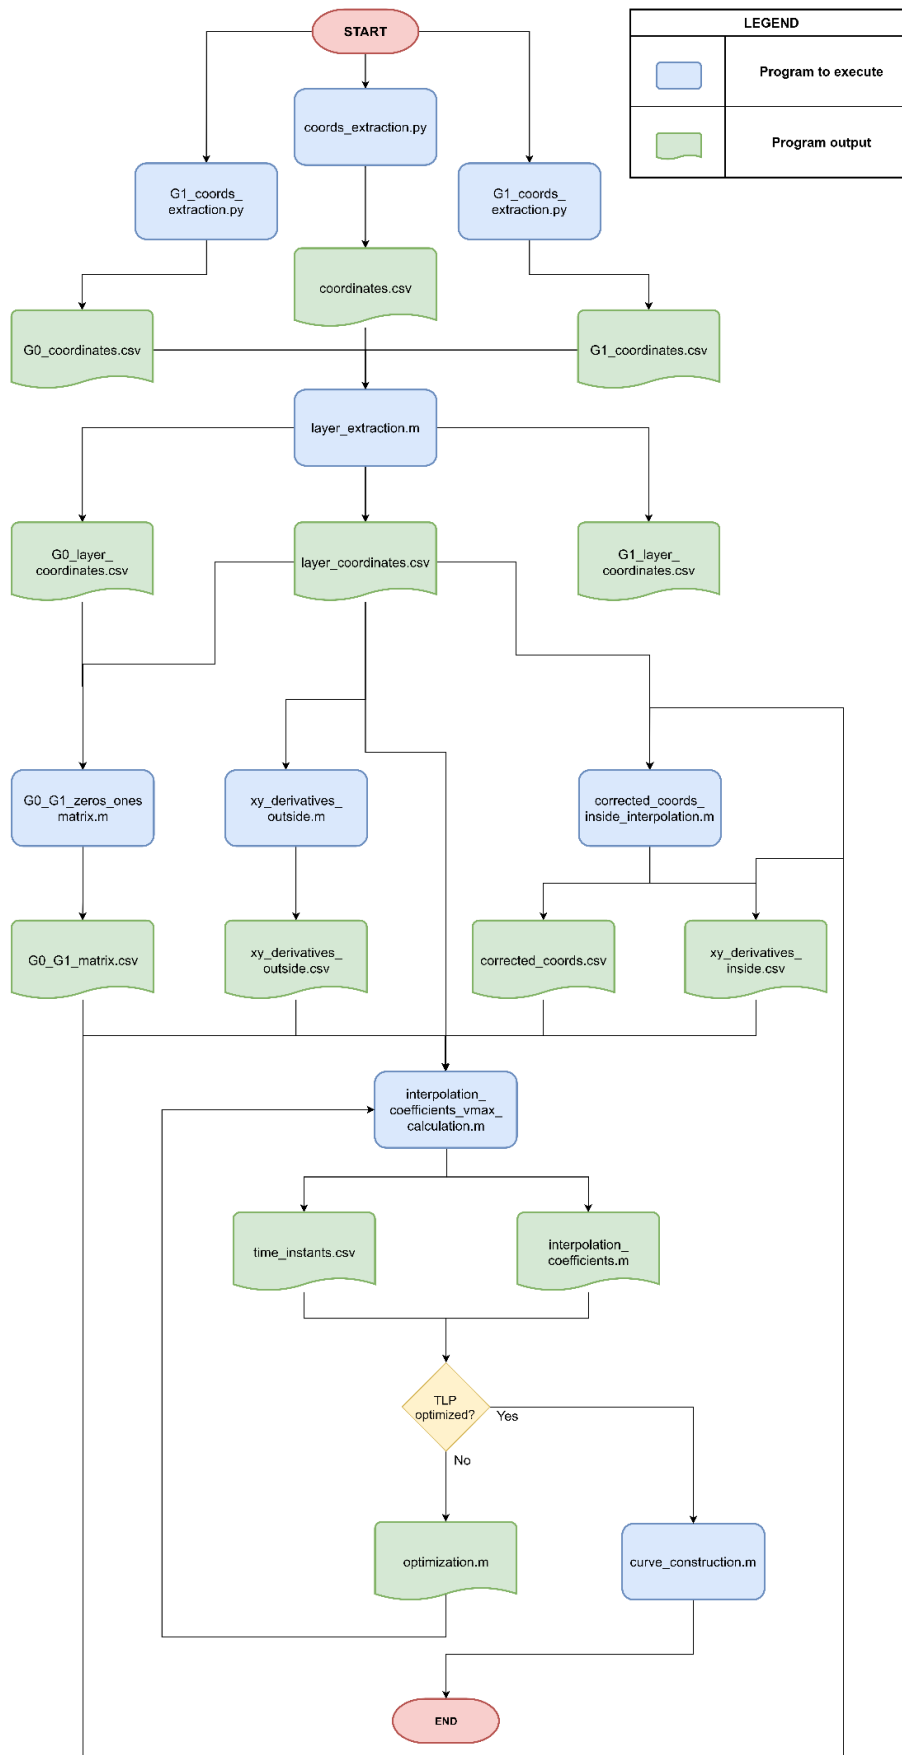 START
LEGEND
Program to execute
Program output
coords_extraction.py
G1_coords_
extraction.py
G1_coords_
extraction.py
coordinates.csv
G0_coordinates.csv
G1_coordinates.csv
layer_extraction.m
G0_layer_
coordinates.csv
layer_coordinates.csv
G1_layer_
coordinates.csv
G0_G1_zeros_ones
matrix.m
xy_derivatives_
outside.m
corrected_coords_
inside_interpolation.m
G0_G1_matrix.csv
xy_derivatives_
outside.csv
corrected_coords.csv
xy_derivatives_
inside.csv
interpolation_
coefficients_vmax_
calculation.m
time_instants.csv
interpolation_
coefficients.m
TLP
optimized?
Yes
No
optimization.m
curve_construction.m
END